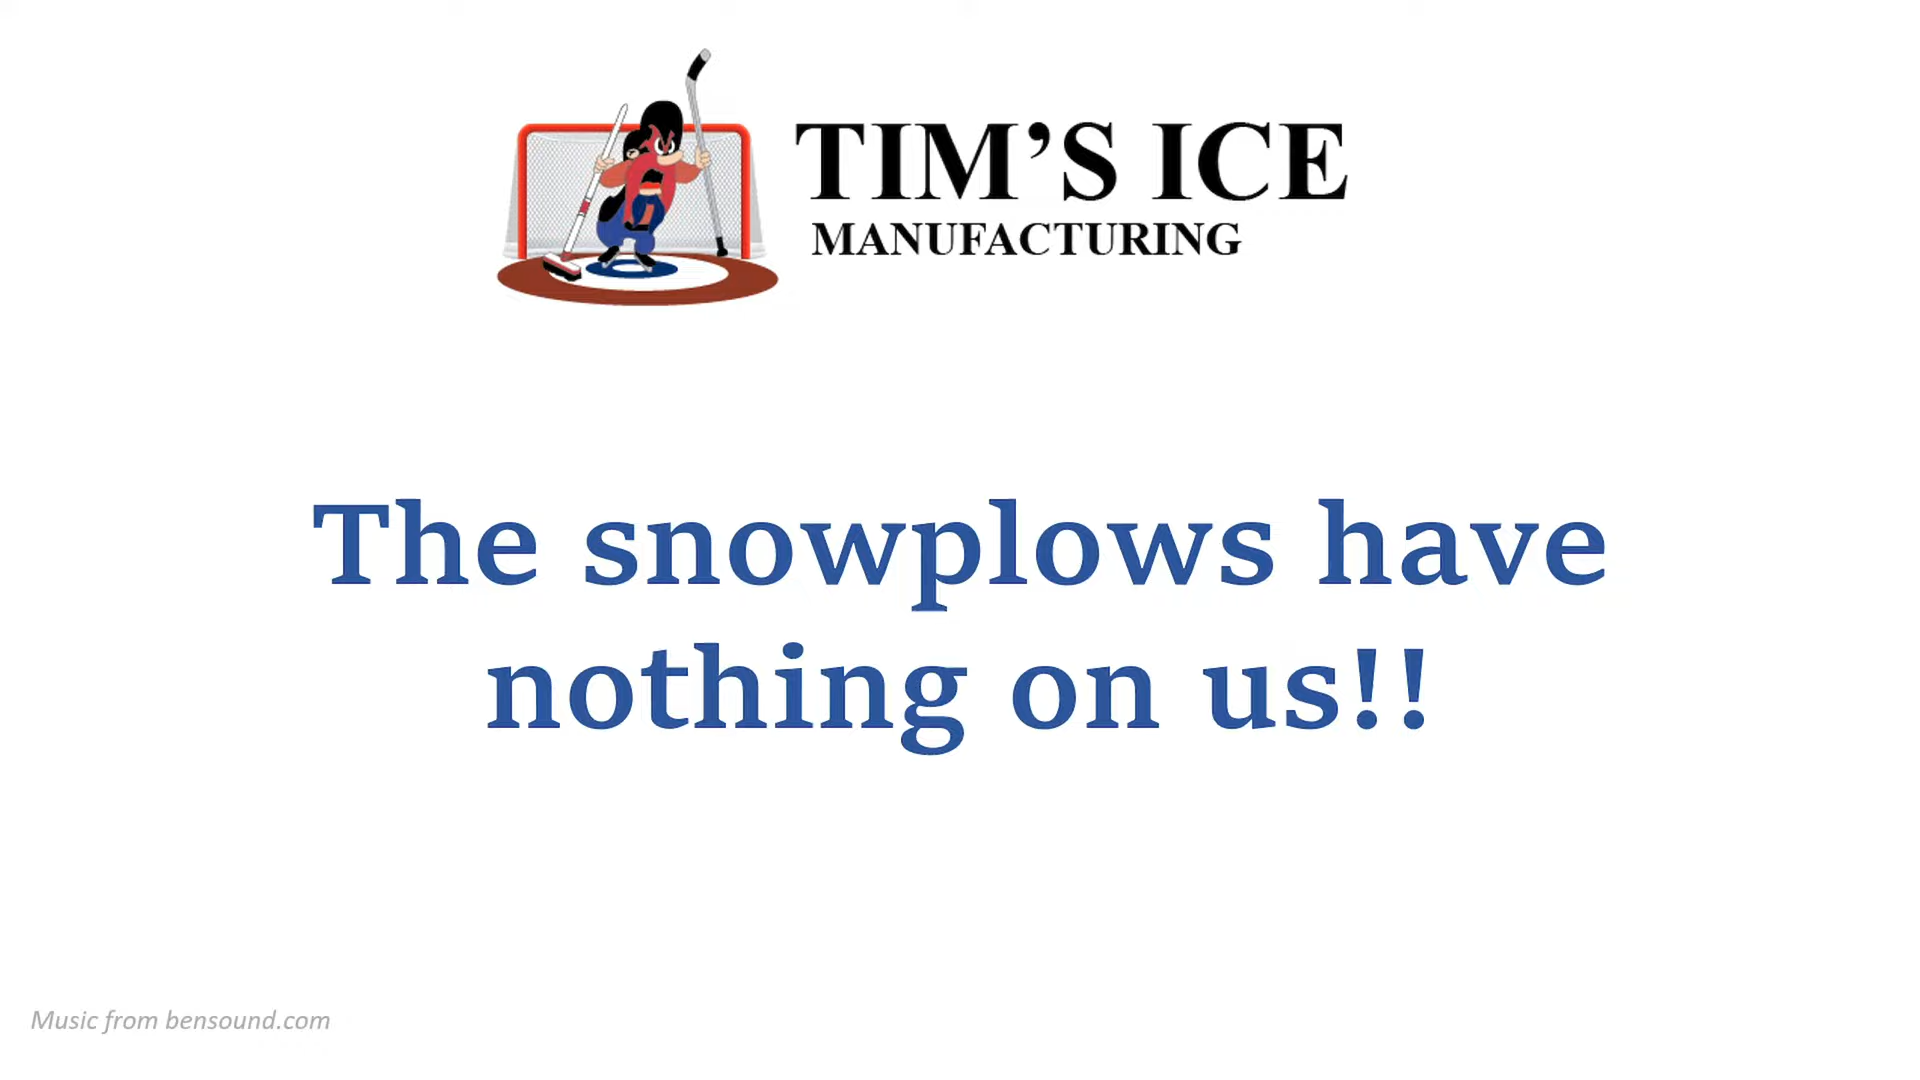 TIM’S ICE
MANUFACTURING
The snowplows have
nothing on us!!
Music from bensound.com